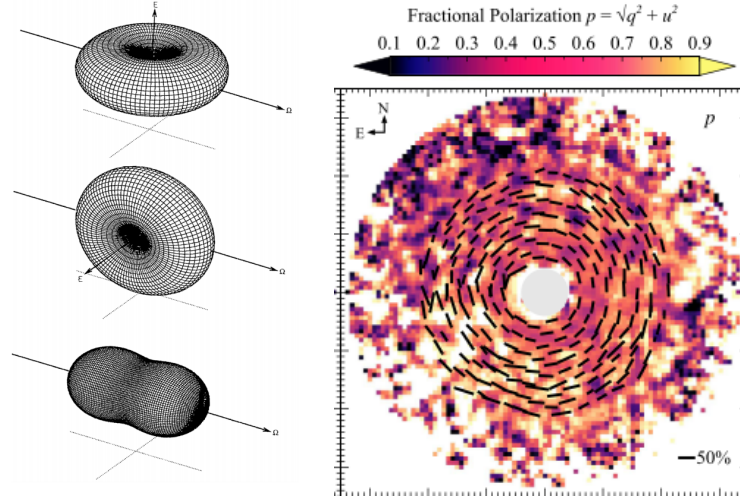 E
Ω
E
Ω
Ω
Fractional Polarization p = √q² + u²
0.1 0.2 0.3 0.4 0.5 0.6 0.7 0.8 0.9
N
E
p
50%